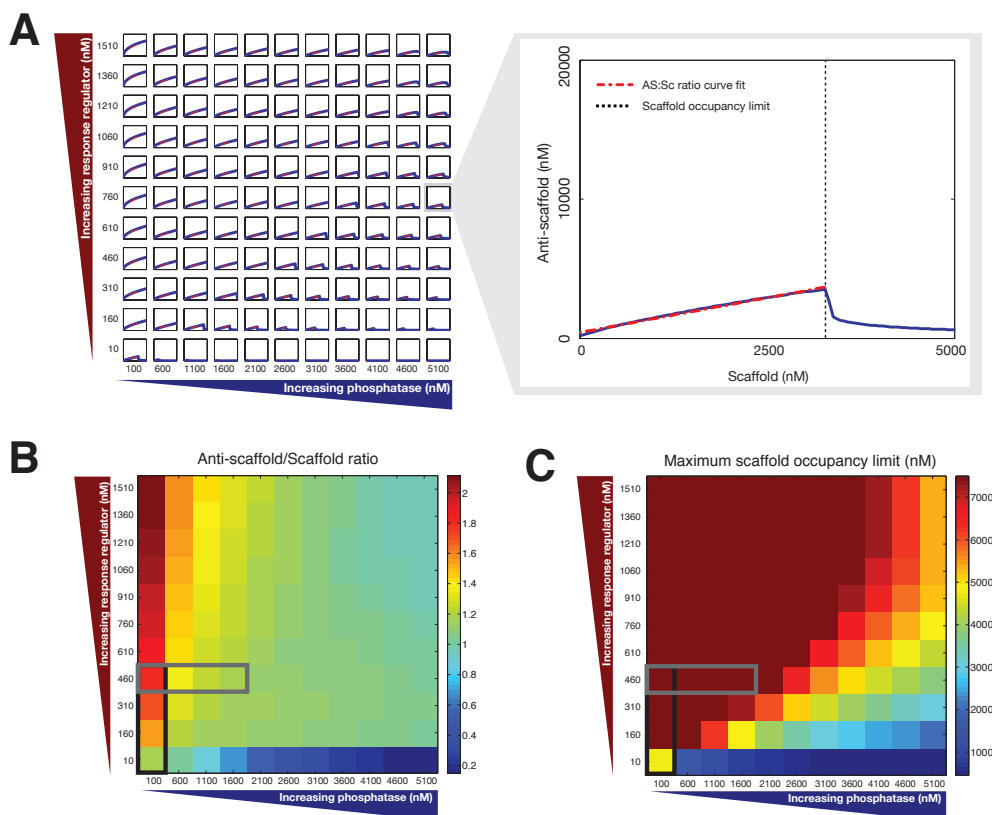 A
Increasing response regulator (nM)
1510
1360
1210
1060
910
760
610
460
310
160
10
100 600 1100 1600 2100 2600 3100 3600 4100 4600 5100
Increasing phosphatase (nM)
20000
10000
0
Anti-scaffold (nM)
AS:Sc ratio curve fit
Scaffold occupancy limit
0 2500 5000
Scaffold (nM)
B
Anti-scaffold/Scaffold ratio
Increasing response regulator (nM)
1510
1360
1210
1060
910
760
610
460
310
160
10
100 600 1100 1600 2100 2600 3100 3600 4100 4600 5100
Increasing phosphatase (nM)
2
1.8
1.6
1.4
1.2
1
0.8
0.6
0.4
0.2
C
Maximum scaffold occupancy limit (nM)
Increasing response regulator (nM)
1510
1360
1210
1060
910
760
610
460
310
160
10
100 600 1100 1600 2100 2600 3100 3600 4100 4600 5100
Increasing phosphatase (nM)
7000
6000
5000
4000
3000
2000
1000